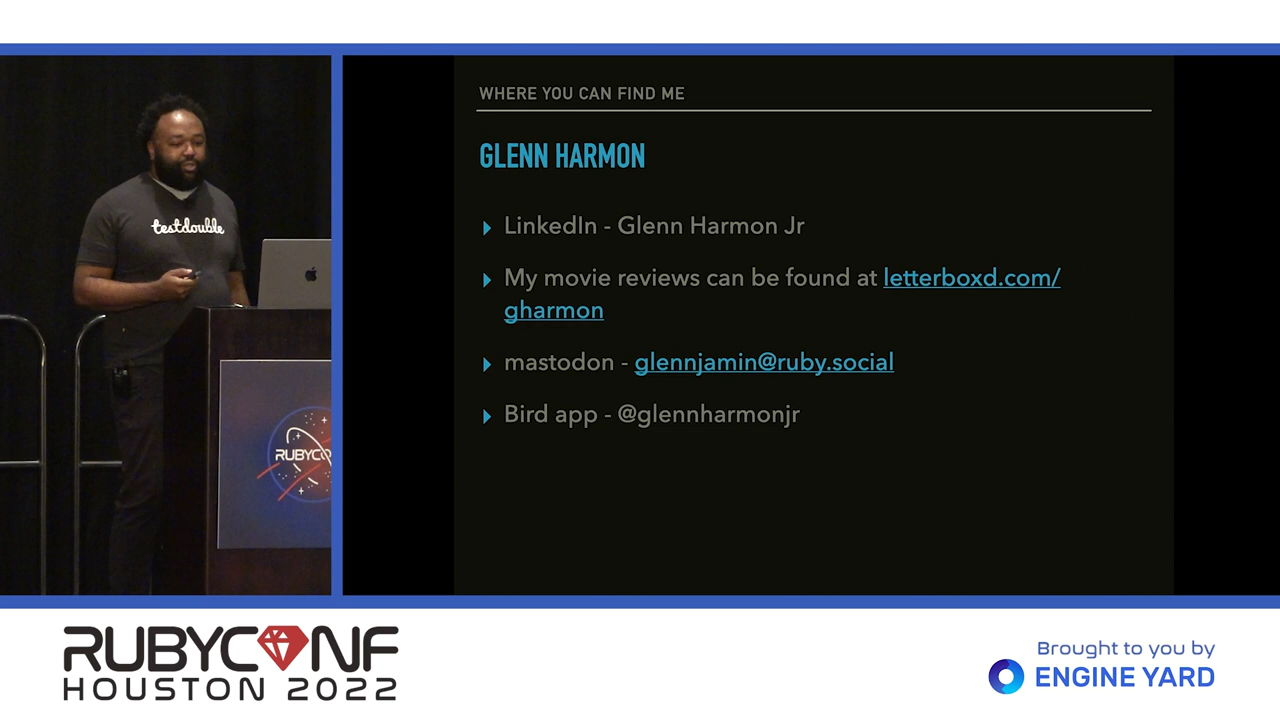 WHERE YOU CAN FIND ME
GLENN HARMON
LinkedIn - Glenn Harmon Jr
My movie reviews can be found at letterboxd.com/
gharmon
mastodon - glennjamin@ruby.social
Bird app - @glennharmonjr
testdouble
RUBYCO
RUBYCONF
HOUSTON 2022
Brought to you by
ENGINE YARD